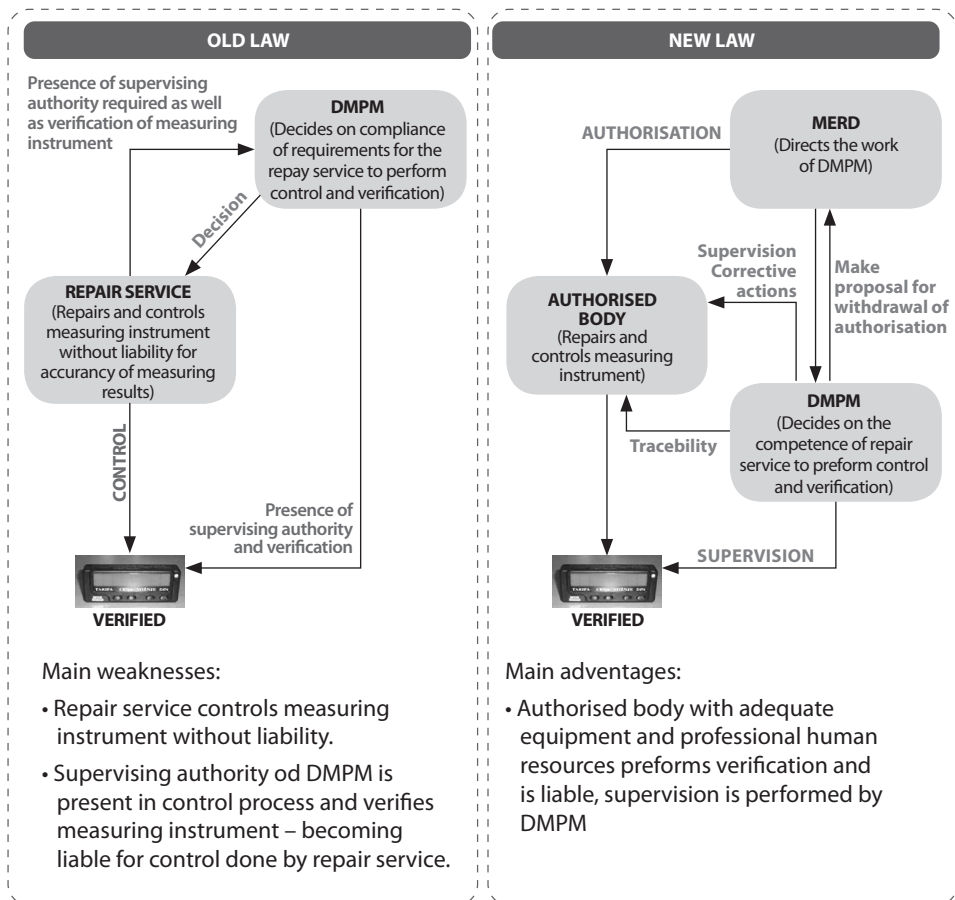 OLD LAW
Presence of supervising
authority required as well
as verification of measuring
instrument
DMPM
(Decides on compliance
of requirements for the
repay service to perform
control and verification)
Decision
REPAIR SERVICE
(Repairs and controls
measuring instrument
without liability for
accurancy of measuring
results)
CONTROL
Presence of
supervising authority
and verification
VERIFIED
Main weaknesses:
• Repair service controls measuring
instrument without liability.
• Supervising authority od DMPM is
present in control process and verifies
measuring instrument – becoming
liable for control done by repair service.
NEW LAW
AUTHORISATION
MERD
(Directs the work
of DMPM)
Supervision
Corrective
actions
Make
proposal for
withdrawal of
authorisation
AUTHORISED
BODY
(Repairs and
controls measuring
instrument)
DMPM
(Decides on the
competence of repair
service to preform control
and verification)
Tracebility
SUPERVISION
VERIFIED
Main adventages:
• Authorised body with adequate
equipment and professional human
resources preforms verification and
is liable, supervision is performed by
DMPM